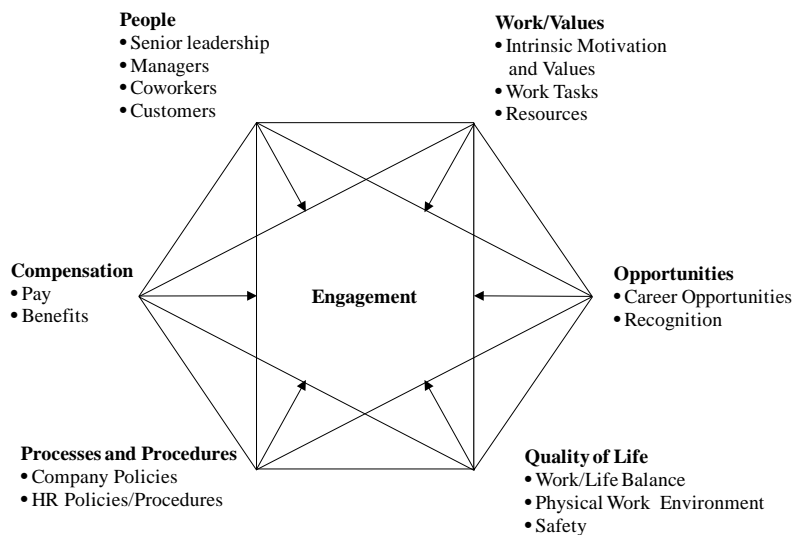 People
• Senior leadership
• Managers
• Coworkers
• Customers
Work/Values
• Intrinsic Motivation
and Values
• Work Tasks
• Resources
Compensation
• Pay
• Benefits
Engagement
Opportunities
• Career Opportunities
• Recognition
Processes and Procedures
• Company Policies
• HR Policies/Procedures
Quality of Life
• Work/Life Balance
• Physical Work Environment
• Safety